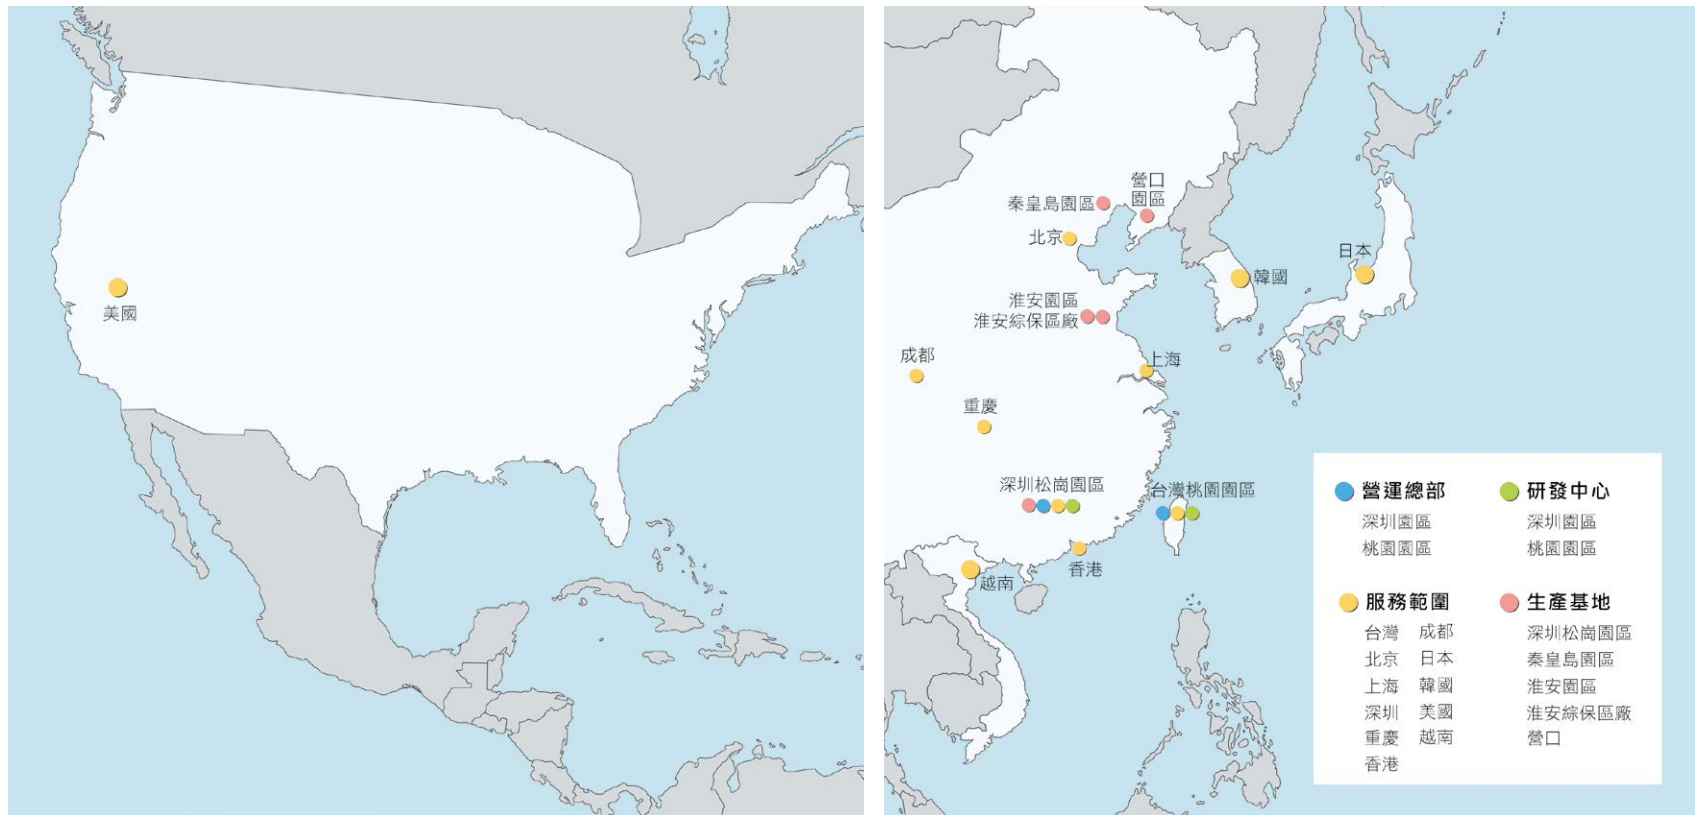 美國
營口
園區
秦皇島園區
北京
日本
韓國
淮安園區
淮安綜保區廠
成都
上海
重慶
深圳松崗園區
台灣桃園園區
香港
越南
營運總部
深圳園區
桃園園區
研發中心
深圳園區
桃園園區
服務範圍
台灣 成都
北京 日本
上海 韓國
深圳 美國
重慶 越南
香港
生產基地
深圳松崗園區
秦皇島園區
淮安園區
淮安綜保區廠
營口